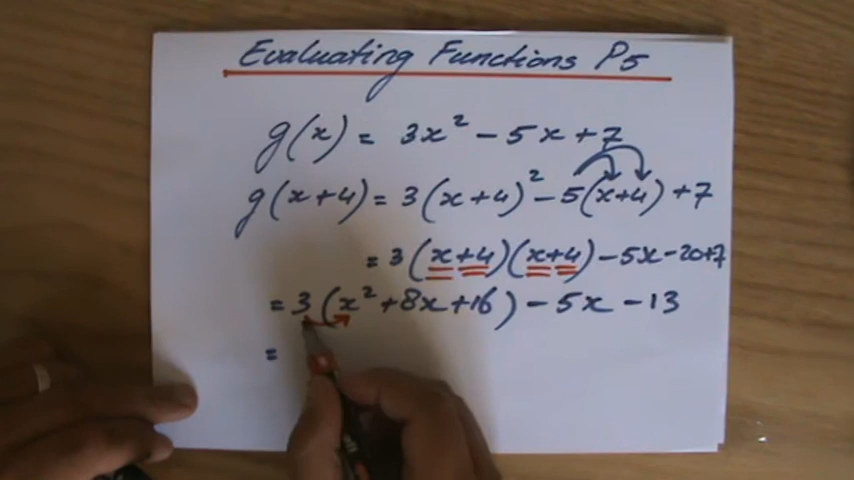 Evaluating Functions P5
g(x) = 3x² - 5x + 7
g(x+4) = 3(x+4)² - 5(x+4) + 7
= 3(x+4)(x+4) - 5x - 20+7
= 3(x² + 8x + 16) - 5x - 13
=